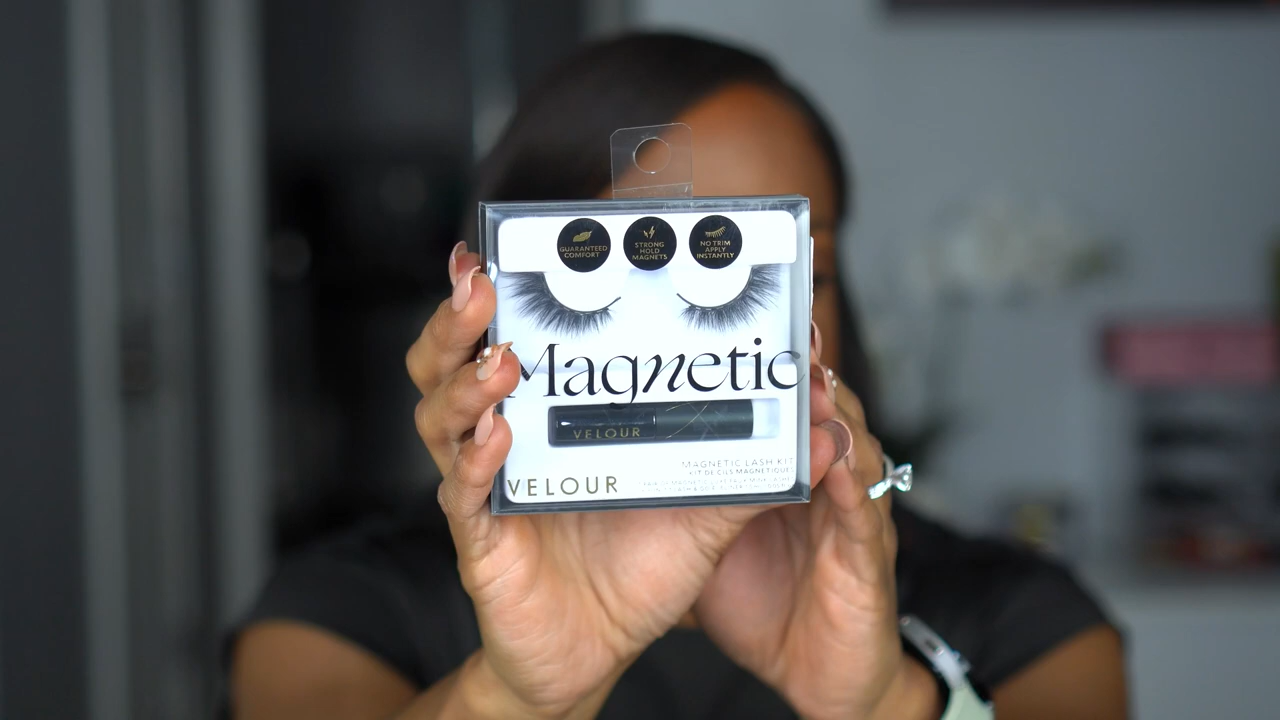 GUARANTEED
COMFORT
STRONG
HOLD
MAGNETS
NO TRIM
APPLY
INSTANTLY
Magnetic
VELOUR
MAGNETIC LASH KIT
KIT DE CILS MAGNÉTIQUES
VELOUR